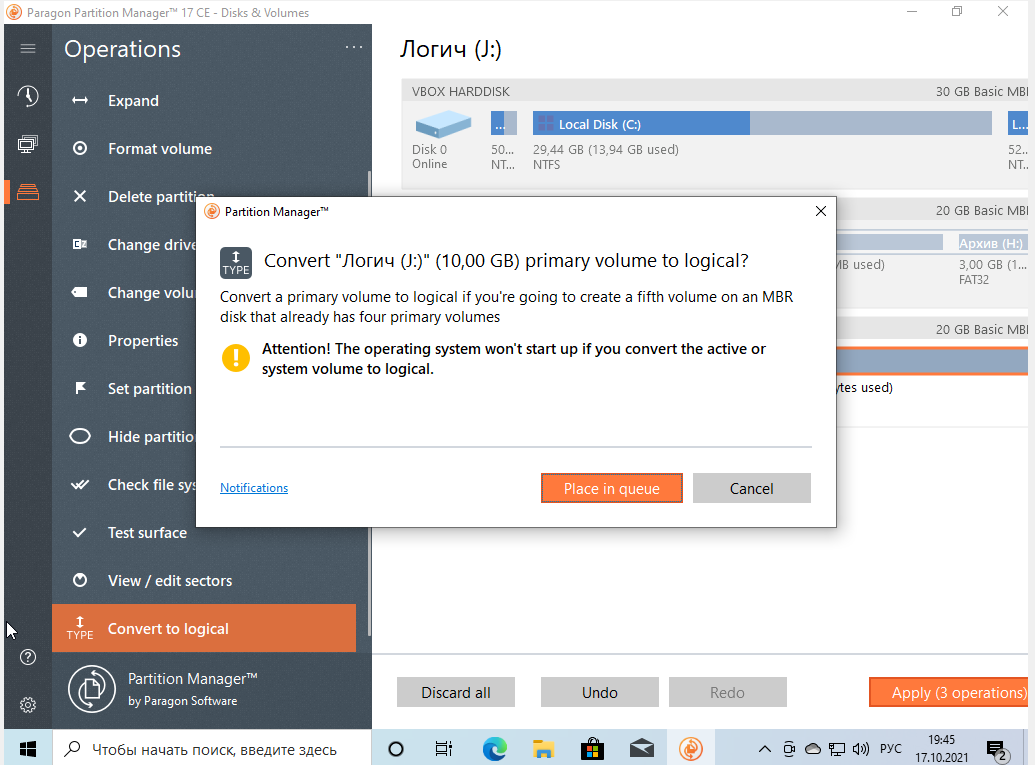 Paragon Partition Manager™ 17 CE - Disks & Volumes
Operations
...
Expand
Format volume
Delete partition
Change drive
Change volu
Properties
Set partition
Hide partitio
Check file sys
Test surface
View / edit sectors
TYPE
Convert to logical
Partition Manager™
by Paragon Software
Логич (J:)
VBOX HARDDISK
30 GB Basic MBI
Disk 0
Online
...
50...
NT...
Local Disk (C:)
29,44 GB (13,94 GB used)
NTFS
L...
52..
NT..
20 GB Basic MBI
MB used)
Архив (H:)
3,00 GB (1...
FAT32
20 GB Basic MBI
ytes used)
Partition Manager™
TYPE
Convert "Логич (J:)" (10,00 GB) primary volume to logical?
Convert a primary volume to logical if you're going to create a fifth volume on an MBR
disk that already has four primary volumes
Attention! The operating system won't start up if you convert the active or
system volume to logical.
Notifications
Place in queue
Cancel
Discard all
Undo
Redo
Apply (3 operations)
Чтобы начать поиск, введите здесь
РУС
19:45
17.10.2021
2